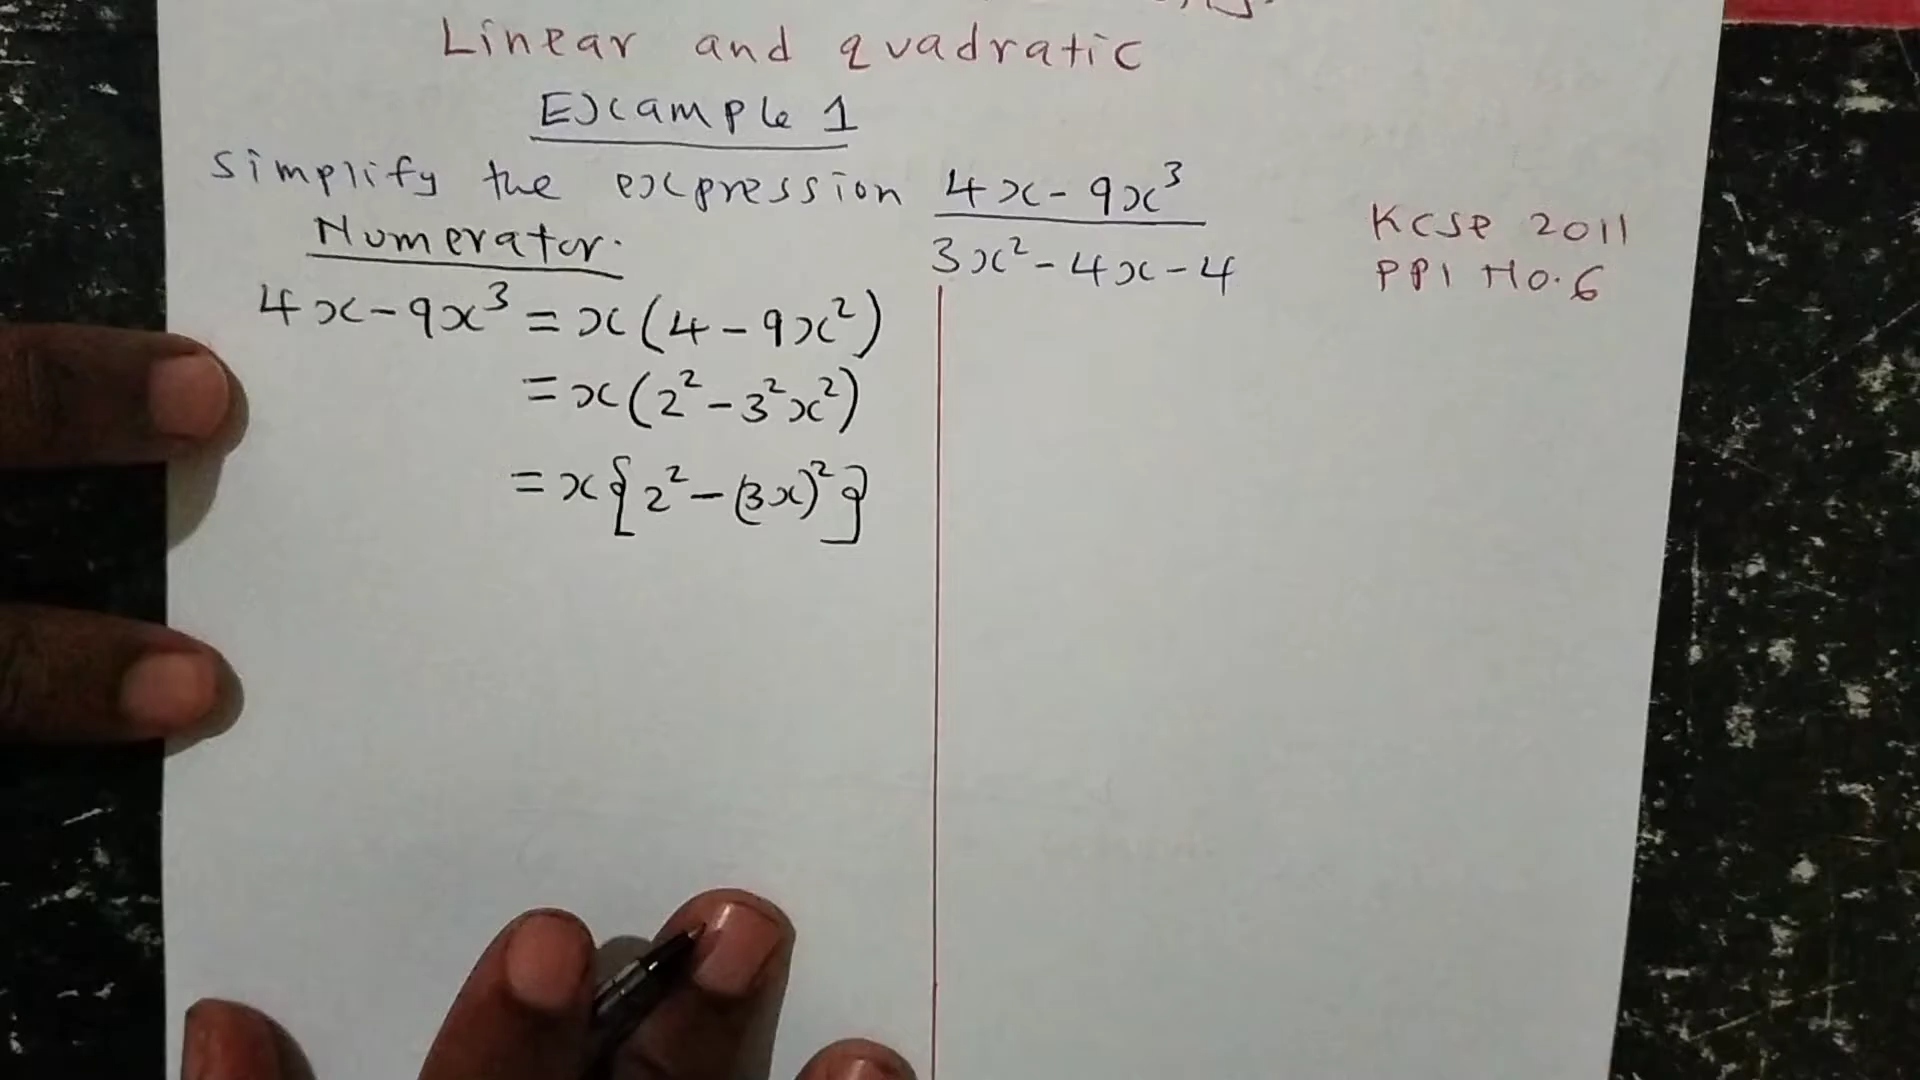 Linear and quadratic
Example 1
Simplify the expression 4x - 9x³
3x² - 4x - 4
KCSE 2011
PP1 No. 6
Numerator.
4x - 9x³ = x(4 - 9x²)
= x(2² - 3²x²)
= x{2² - (3x)²}